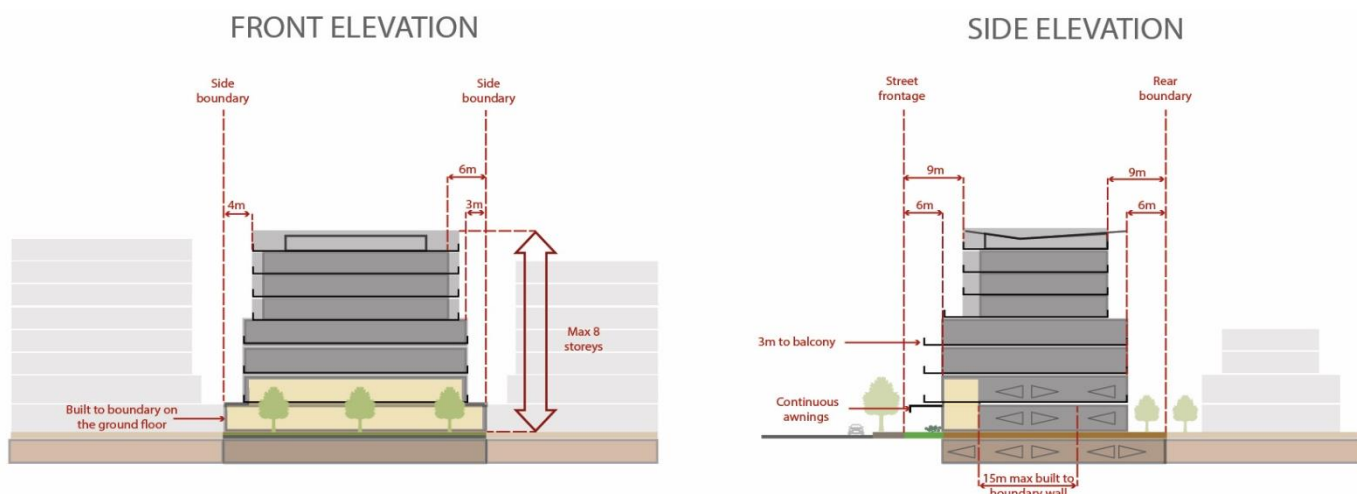 FRONT ELEVATION
Side
boundary
Side
boundary
6m
4m
3m
Max 8
storeys
Built to boundary on
the ground floor
SIDE ELEVATION
Street
frontage
Rear
boundary
9m
9m
6m
6m
3m to balcony
Continuous
awnings
15m max built to
boundary wall